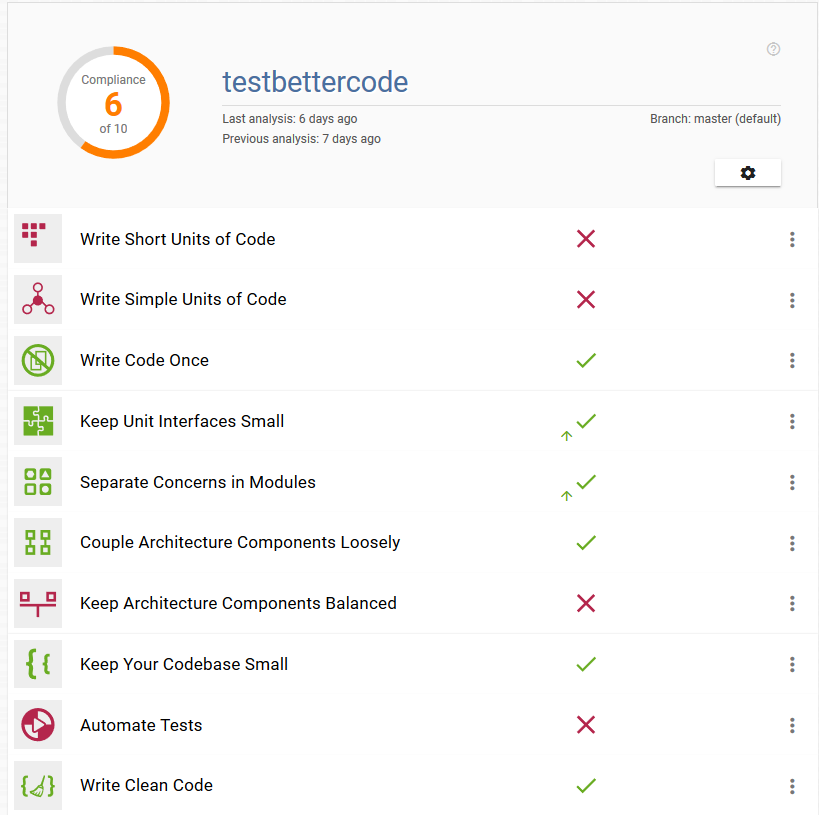 Compliance
6
of 10
testbettercode
Last analysis: 6 days ago
Branch: master (default)
Previous analysis: 7 days ago
Write Short Units of Code
Write Simple Units of Code
Write Code Once
Keep Unit Interfaces Small
Separate Concerns in Modules
Couple Architecture Components Loosely
Keep Architecture Components Balanced
Keep Your Codebase Small
Automate Tests
Write Clean Code